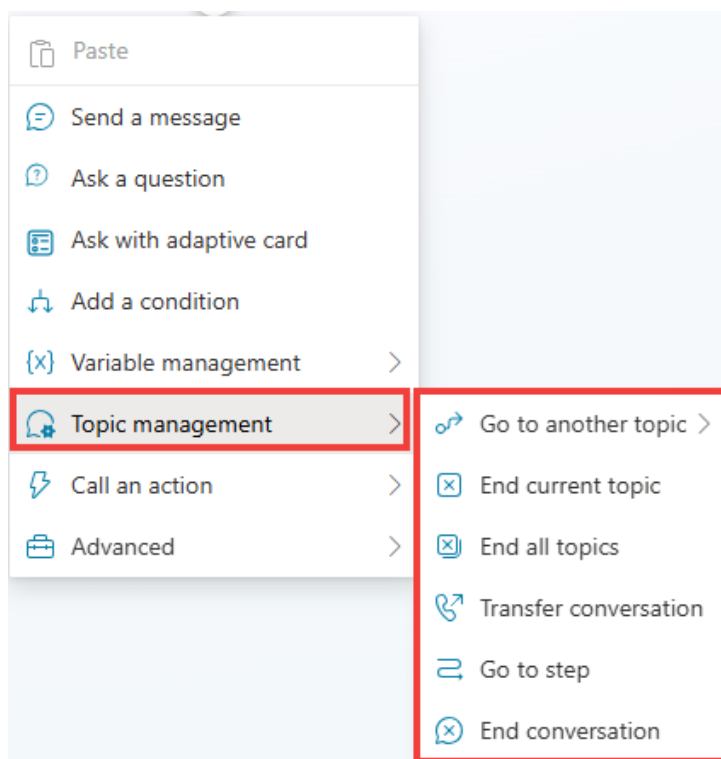 Paste
Send a message
Ask a question
Ask with adaptive card
Add a condition
{x} Variable management
Topic management
Call an action
Advanced
Go to another topic
End current topic
End all topics
Transfer conversation
Go to step
End conversation